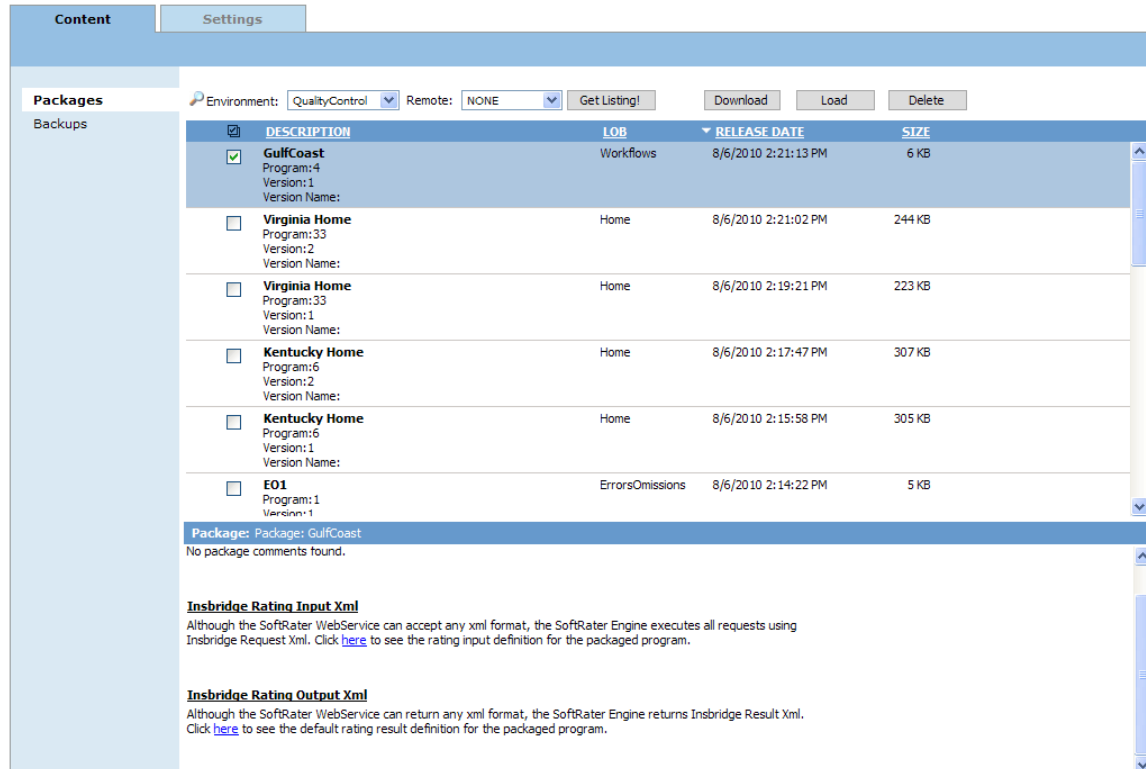 Content Settings
Packages
Backups
Environment: QualityControl Remote: NONE Get Listing! Download Load Delete
DESCRIPTION LOB RELEASE DATE SIZE
GulfCoast Workflows 8/6/2010 2:21:13 PM 6 KB
Program:4
Version:1
Version Name:
Virginia Home Home 8/6/2010 2:21:02 PM 244 KB
Program:33
Version:2
Version Name:
Virginia Home Home 8/6/2010 2:19:21 PM 223 KB
Program:33
Version:1
Version Name:
Kentucky Home Home 8/6/2010 2:17:47 PM 307 KB
Program:6
Version:2
Version Name:
Kentucky Home Home 8/6/2010 2:15:58 PM 305 KB
Program:6
Version:1
Version Name:
EO1 ErrorsOmissions 8/6/2010 2:14:22 PM 5 KB
Program:1
Version:1
Package: Package: GulfCoast
No package comments found.
Insbridge Rating Input Xml
Although the SoftRater WebService can accept any xml format, the SoftRater Engine executes all requests using
Insbridge Request Xml. Click here to see the rating input definition for the packaged program.
Insbridge Rating Output Xml
Although the SoftRater WebService can return any xml format, the SoftRater Engine returns Insbridge Result Xml.
Click here to see the default rating result definition for the packaged program.